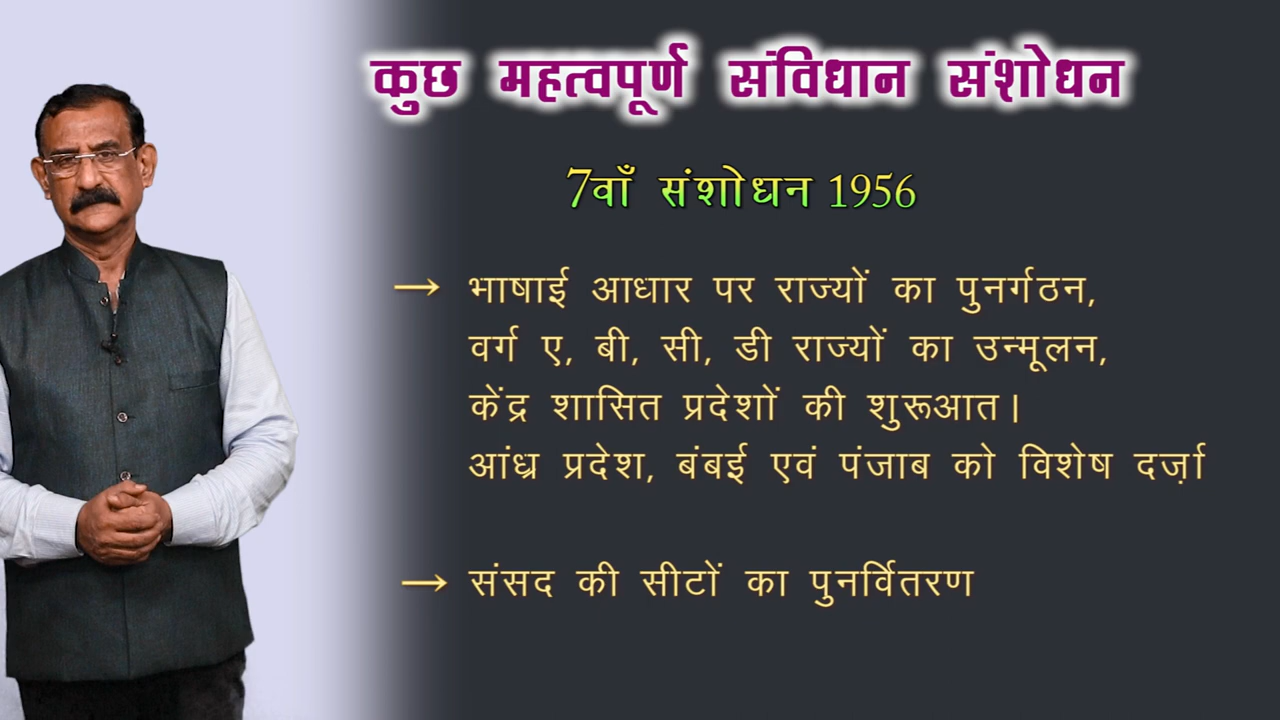 कुछ महत्वपूर्ण संविधान संशोधन
7वाँ संशोधन 1956
→ भाषाई आधार पर राज्यों का पुनर्गठन,
वर्ग ए, बी, सी, डी राज्यों का उन्मूलन,
केंद्र शासित प्रदेशों की शुरूआत।
आंध्र प्रदेश, बंबई एवं पंजाब को विशेष दर्ज़ा
→ संसद की सीटों का पुनर्वितरण